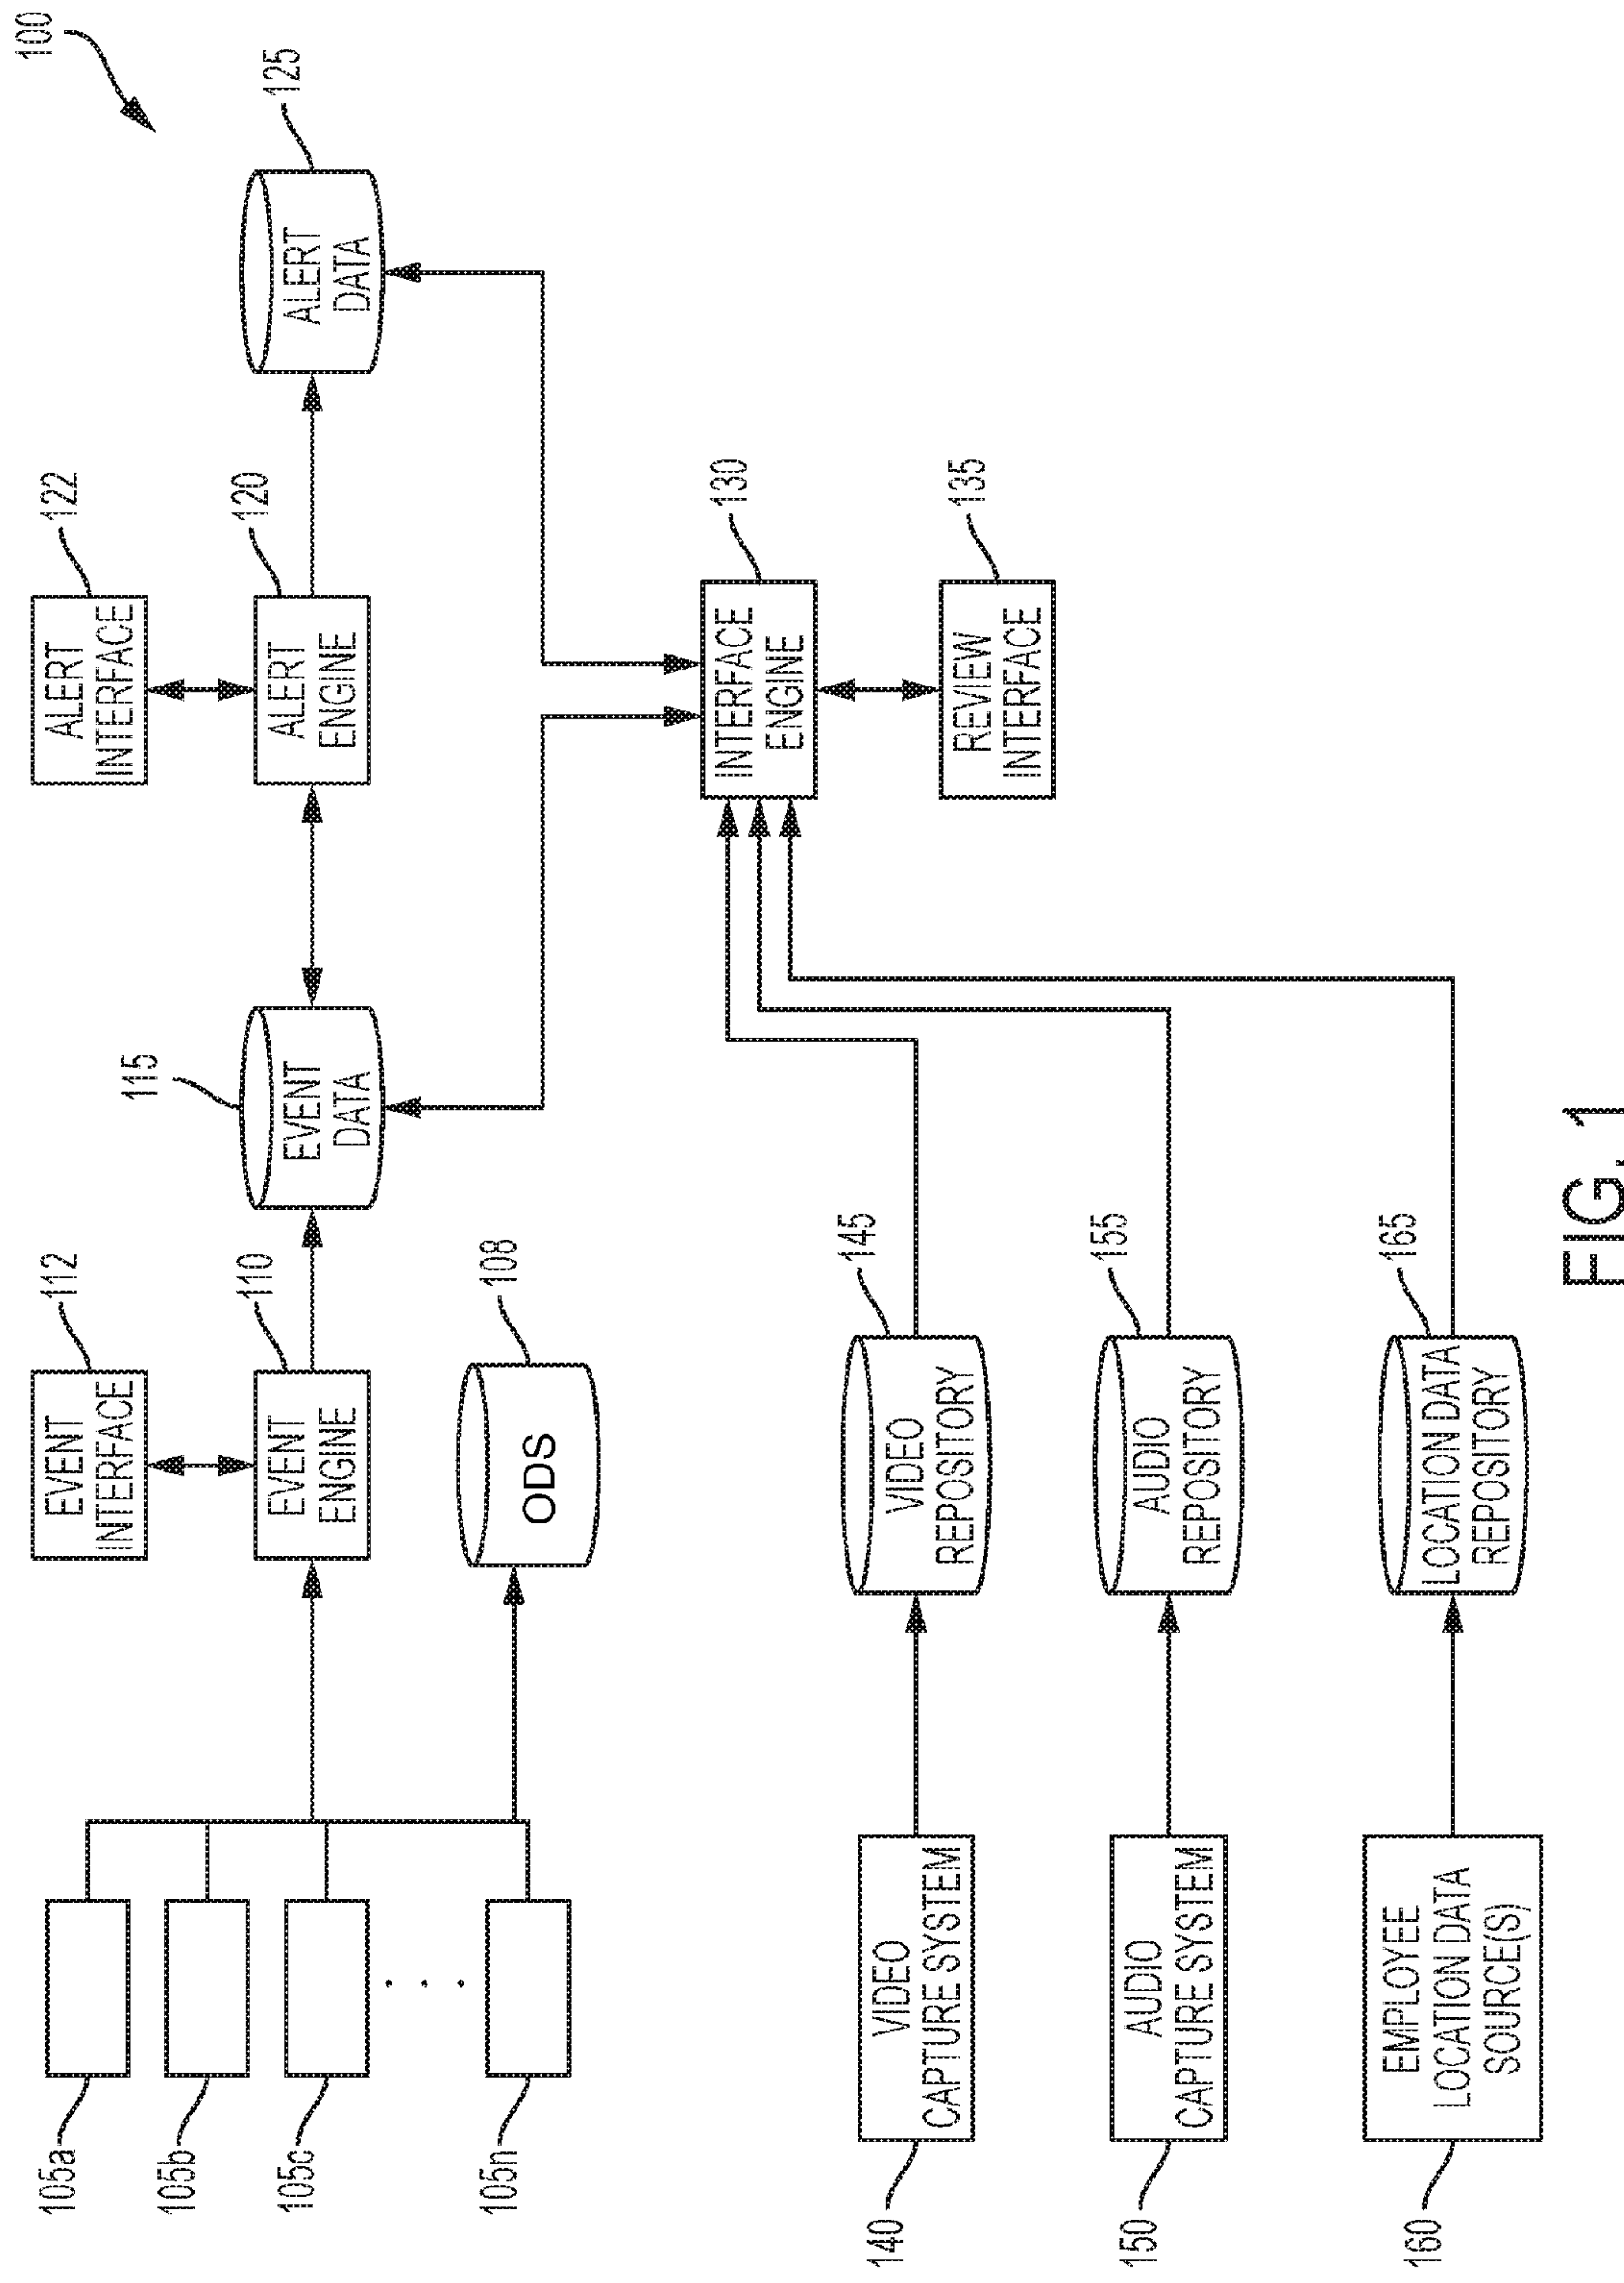 100
105a
105b
105c
105n
EVENT
INTERFACE
112
EVENT
ENGINE
110
ODS
108
EVENT
DATA
115
ALERT
INTERFACE
122
ALERT
ENGINE
120
ALERT
DATA
125
INTERFACE
ENGINE
130
REVIEW
INTERFACE
135
VIDEO
CAPTURE SYSTEM
140
VIDEO
REPOSITORY
145
AUDIO
CAPTURE SYSTEM
150
AUDIO
REPOSITORY
155
EMPLOYEE
LOCATION DATA
SOURCE(S)
160
LOCATION DATA
REPOSITORY
165
FIG. 1